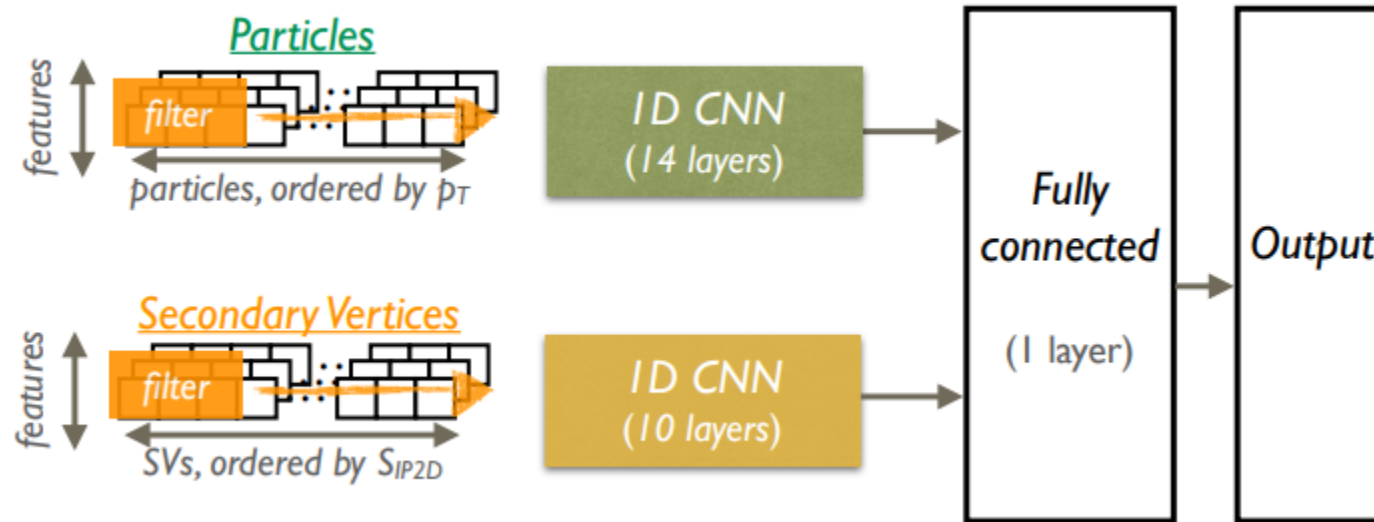 Particles
features
filter
particles, ordered by pT
1D CNN
(14 layers)
Secondary Vertices
features
filter
SVs, ordered by SIP2D
1D CNN
(10 layers)
Fully
connected
(1 layer)
Output